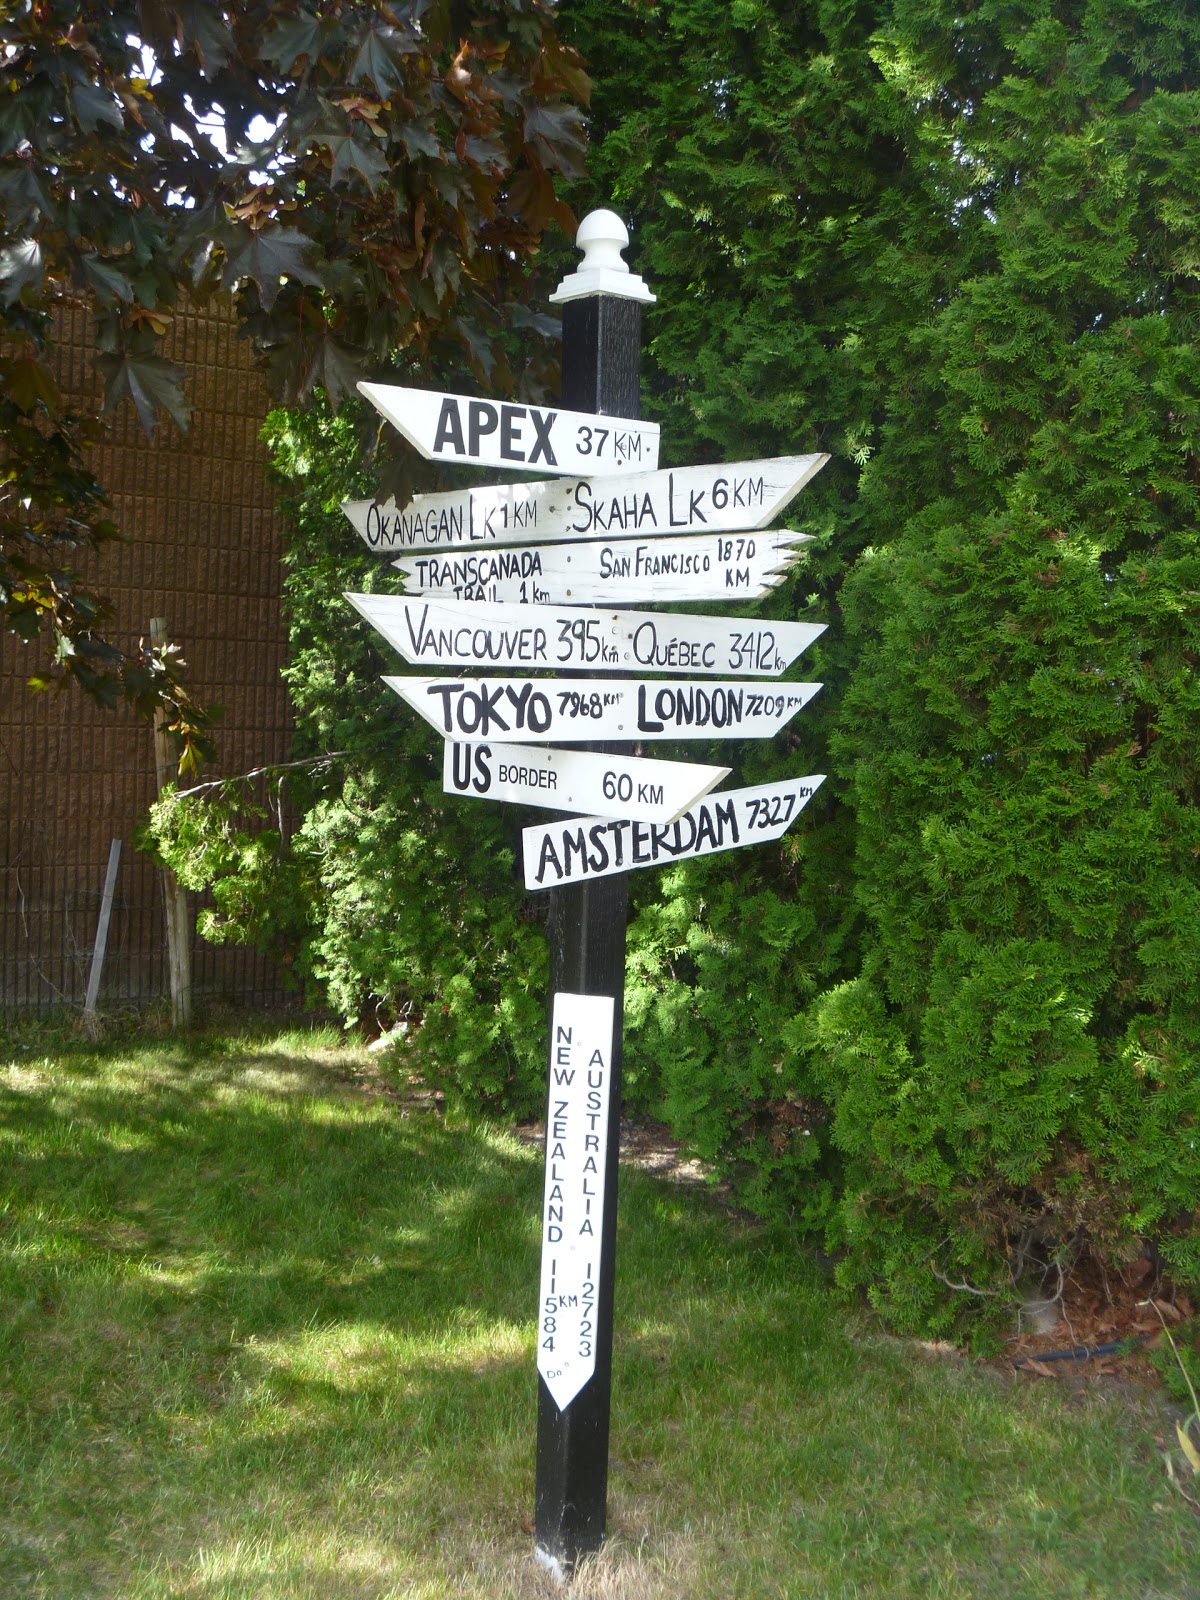 APEX 37 KM
OKANAGAN LK 1 KM SKAHA LK 6 KM
TRANSCANADA TRAIL 1 km
SAN FRANCISCO 1870 KM
VANCOUVER 395 km QUÉBEC 3412 km
TOKYO 7968 KM LONDON 7209 KM
US BORDER 60 KM
AMSTERDAM 7327 KM
NEW ZEALAND 11584 KM
AUSTRALIA 12723